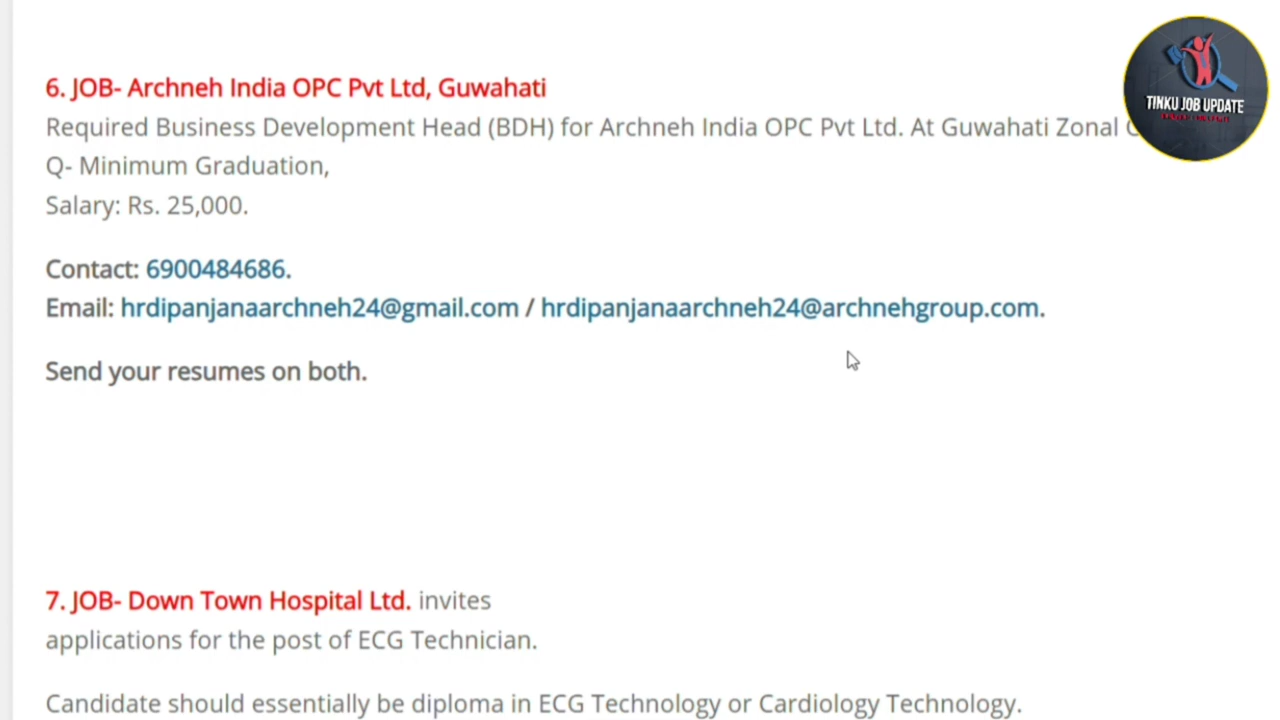 6. JOB- Archneh India OPC Pvt Ltd, Guwahati
Required Business Development Head (BDH) for Archneh India OPC Pvt Ltd. At Guwahati Zonal
Q- Minimum Graduation,
Salary: Rs. 25,000.
Contact: 6900484686.
Email: hrdipanjanaarchneh24@gmail.com / hrdipanjanaarchneh24@archnehgroup.com.
Send your resumes on both.
7. JOB- Down Town Hospital Ltd. invites
applications for the post of ECG Technician.
Candidate should essentially be diploma in ECG Technology or Cardiology Technology.
TINKU JOB UPDATE